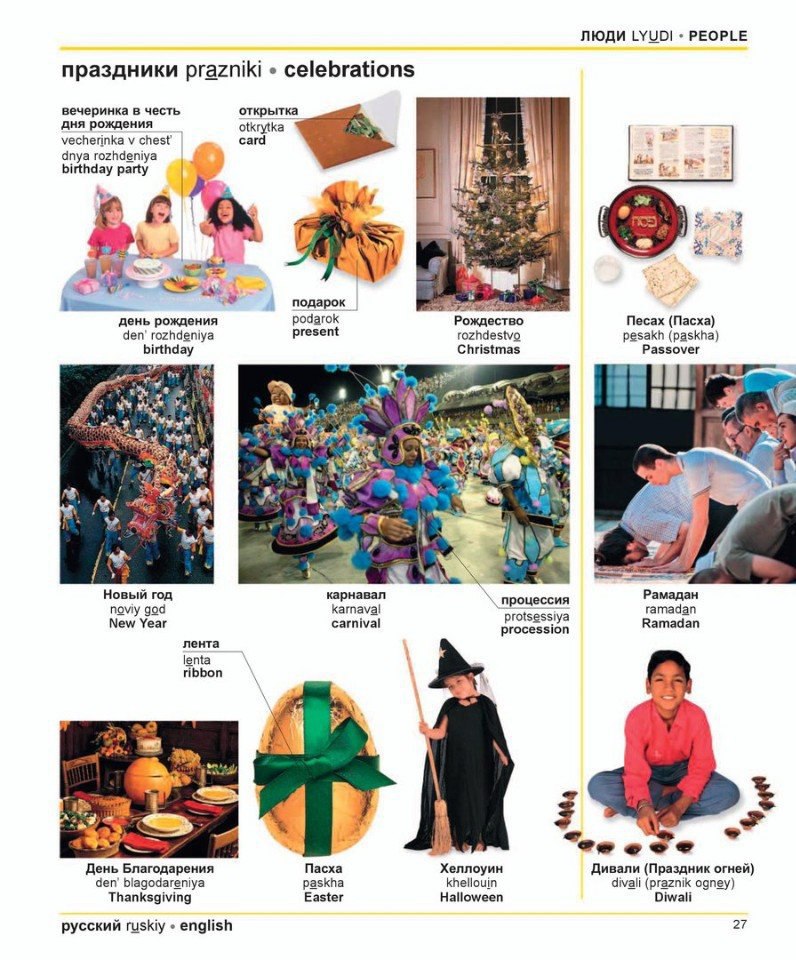 ЛЮДИ LYUDI • PEOPLE
праздники prazniki • celebrations
вечеринка в честь
дня рождения
vecherinka v chest’
dnya rozhdeniya
birthday party
открытка
otkrytka
card
подарок
podarok
present
день рождения
den’ rozhdeniya
birthday
Рождество
rozhdestvo
Christmas
Песах (Пасха)
pesakh (paskha)
Passover
Новый год
noviy god
New Year
карнавал
karnaval
carnival
процессия
protsessiya
procession
Рамадан
ramadan
Ramadan
лента
lenta
ribbon
День Благодарения
den’ blagodareniya
Thanksgiving
Пасха
paskha
Easter
Хеллоуин
khellouin
Halloween
Дивали (Праздник огней)
divali (praznik ogney)
Diwali
русский ruskiy • english
27